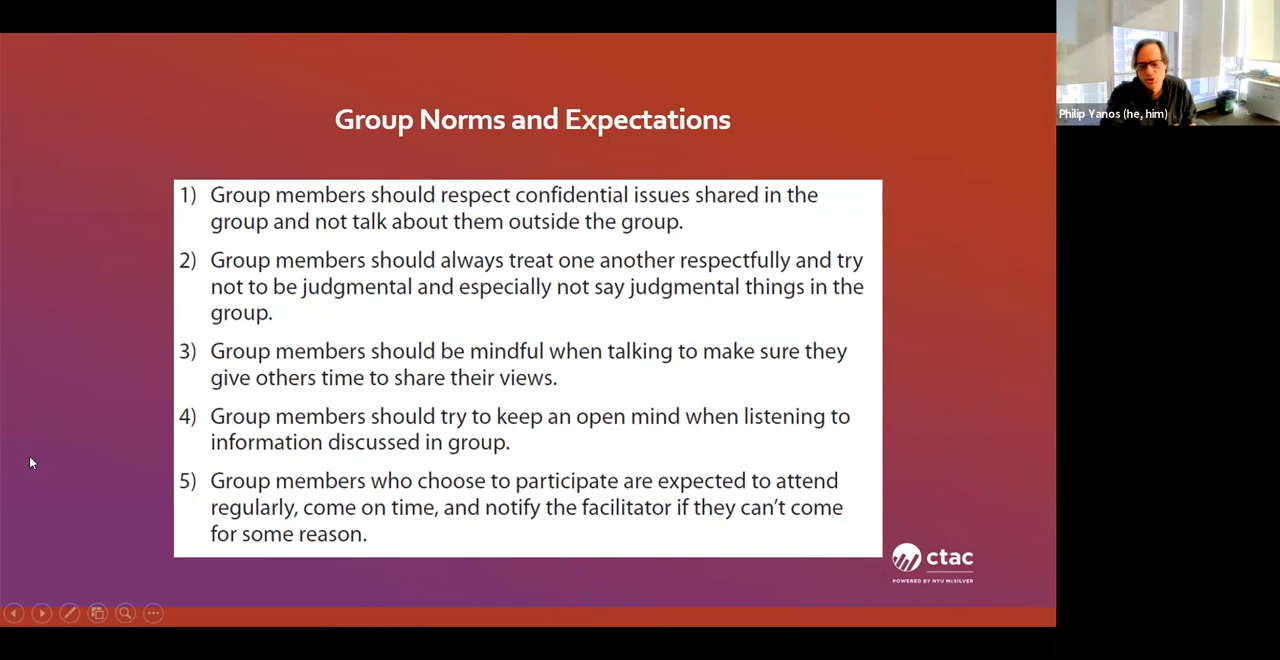 Group Norms and Expectations
1) Group members should respect confidential issues shared in the
group and not talk about them outside the group.
2) Group members should always treat one another respectfully and try
not to be judgmental and especially not say judgmental things in the
group.
3) Group members should be mindful when talking to make sure they
give others time to share their views.
4) Group members should try to keep an open mind when listening to
information discussed in group.
5) Group members who choose to participate are expected to attend
regularly, come on time, and notify the facilitator if they can’t come
for some reason.
ctac
POWERED BY NYU McSILVER
Philip Yanos (he, him)